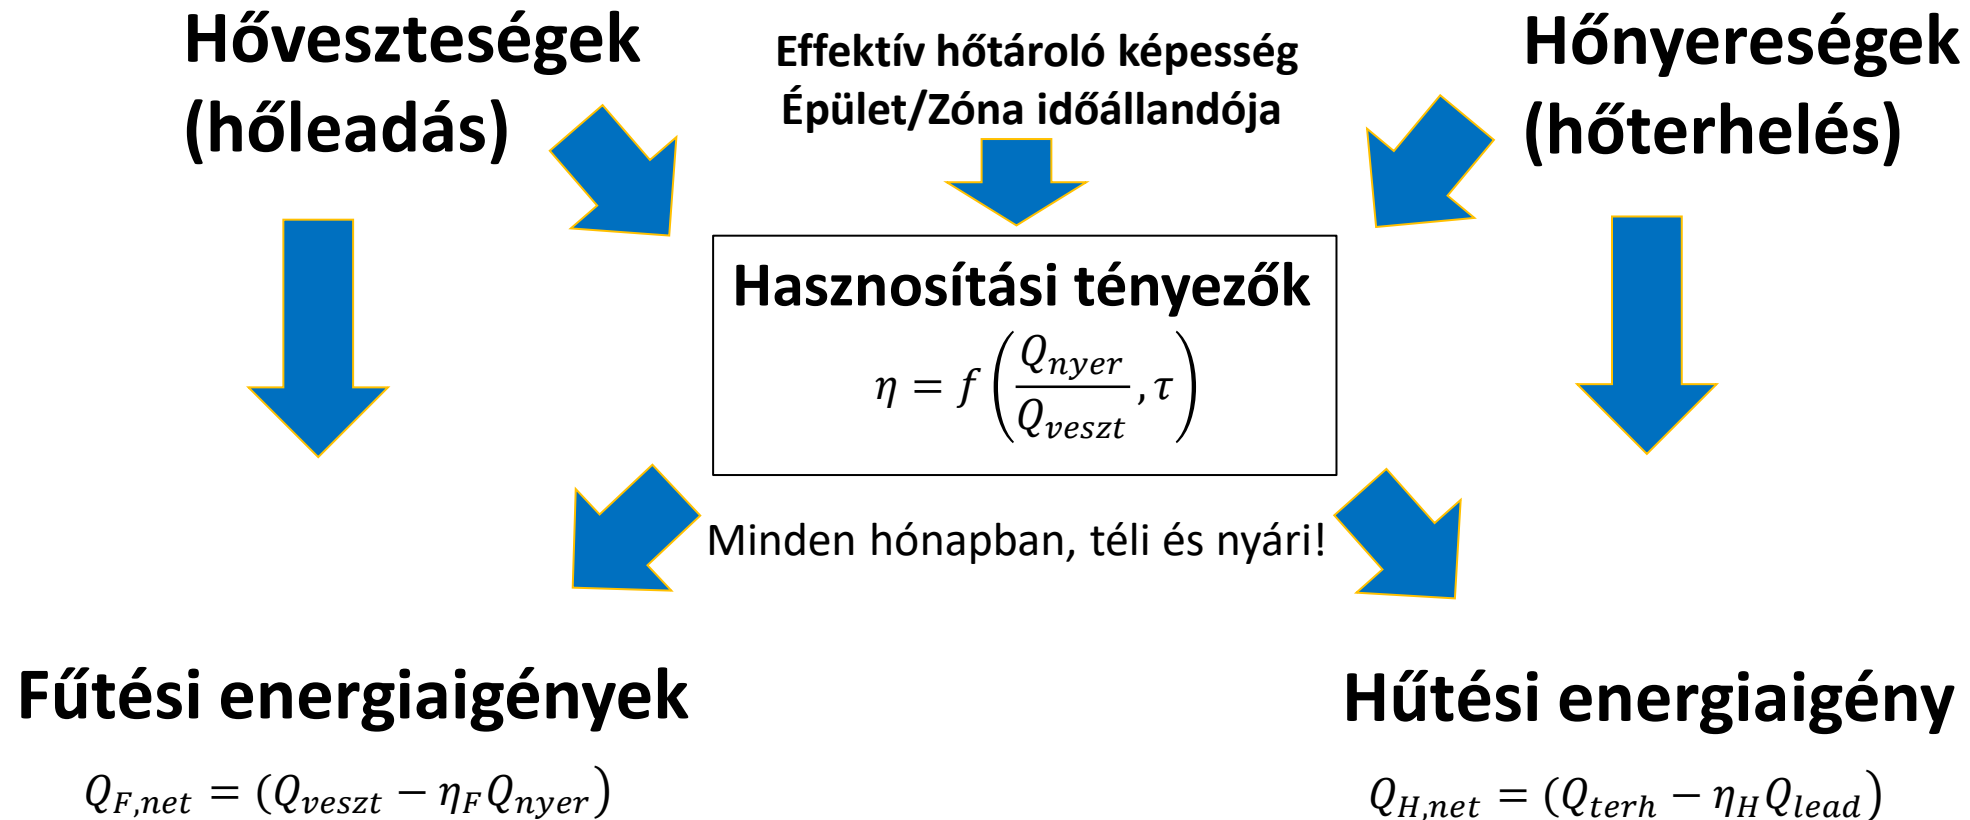 Hőveszteségek
(hőleadás)
Effektív hőtároló képesség
Épület/Zóna időállandója
Hőnyereségek
(hőterhelés)
Hasznosítási tényezők
η = f(Q_nyer/Q_veszt, τ)
Minden hónapban, téli és nyári!
Fűtési energiaigények
Q_F,net = (Q_veszt − η_F Q_nyer)
Hűtési energiaigény
Q_H,net = (Q_terh − η_H Q_lead)